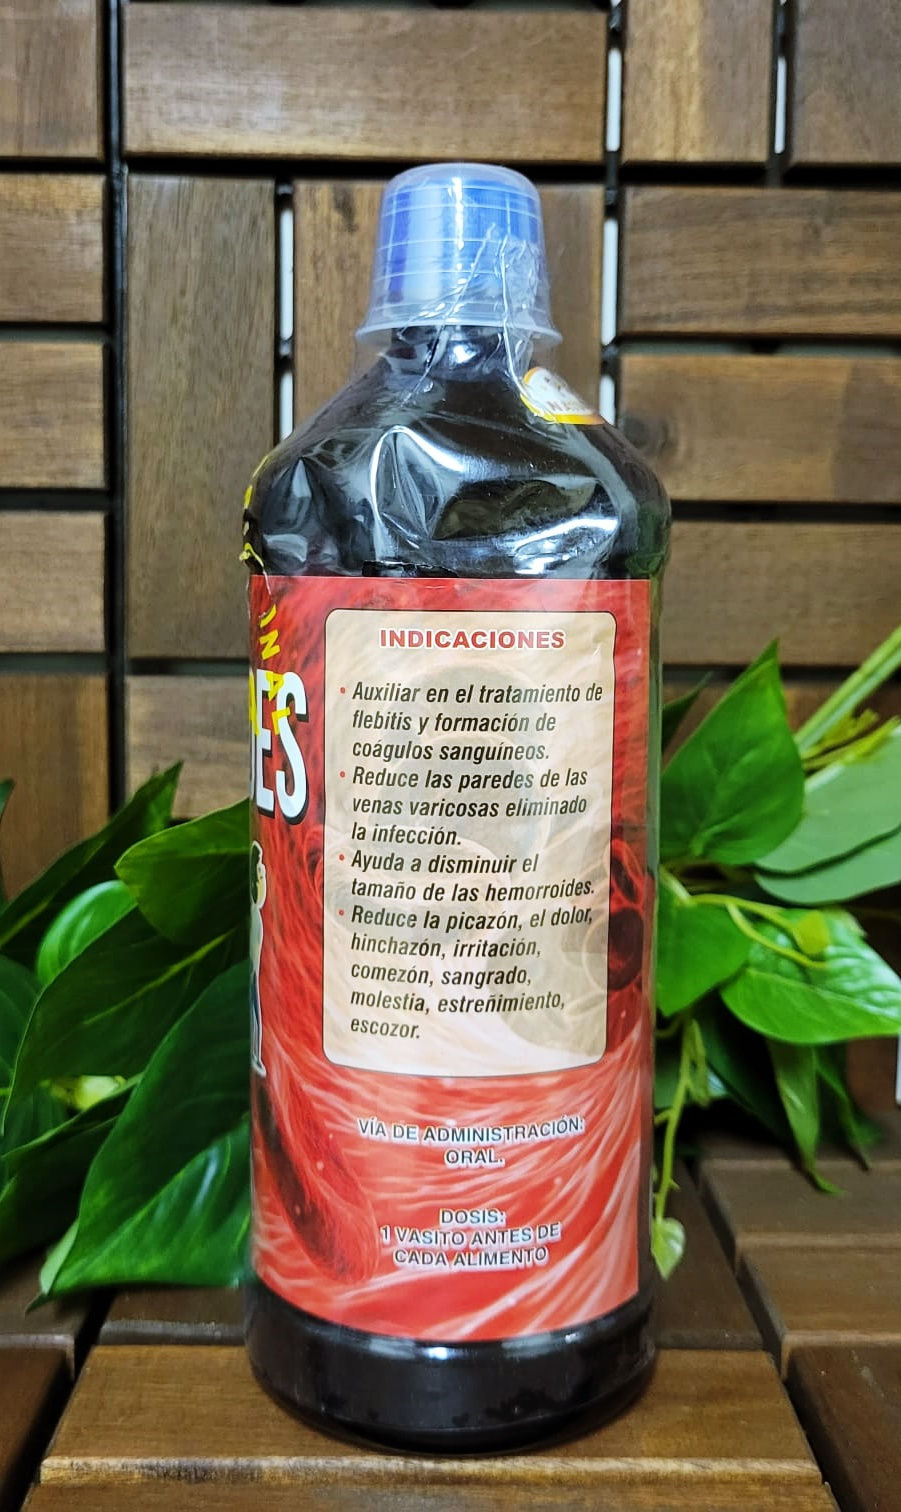 INDICACIONES
• Auxiliar en el tratamiento de
flebitis y formación de
coágulos sanguíneos.
• Reduce las paredes de las
venas varicosas eliminado
la infección.
• Ayuda a disminuir el
tamaño de las hemorroides.
• Reduce la picazón, el dolor,
hinchazón, irritación,
comezón, sangrado,
molestia, estreñimiento,
escozor.
VÍA DE ADMINISTRACIÓN:
ORAL.
DOSIS:
1 VASITO ANTES DE
CADA ALIMENTO